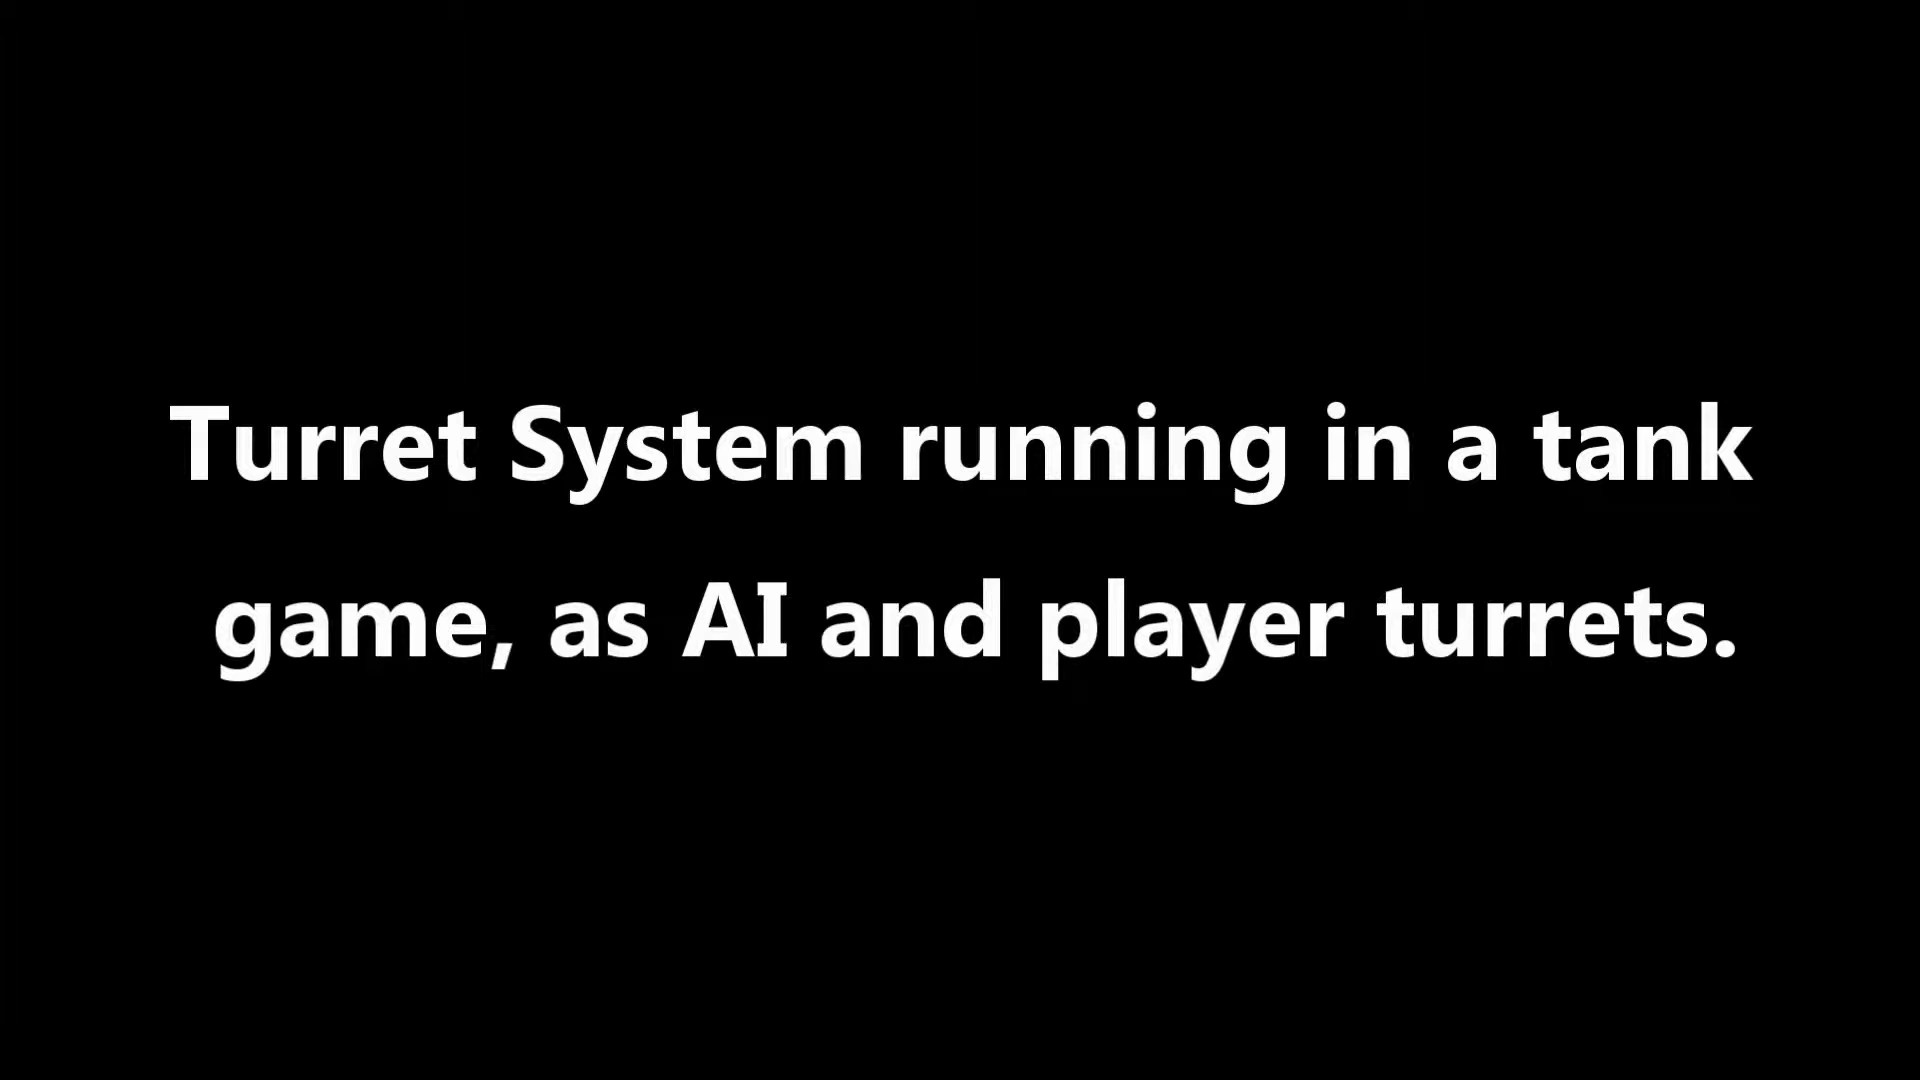 Turret System running in a tank
game, as AI and player turrets.